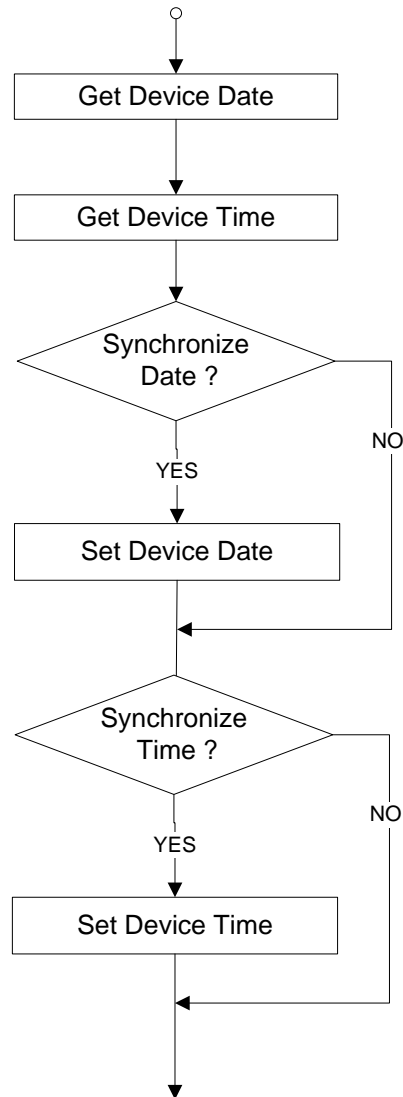 Get Device Date
Get Device Time
Synchronize
Date ?
NO
YES
Set Device Date
Synchronize
Time ?
NO
YES
Set Device Time